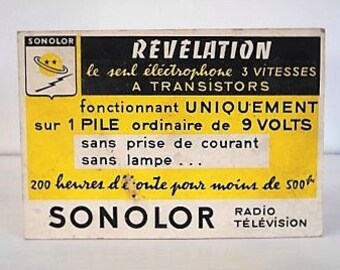 SONOLOR
RÉVÉLATION
le seul éléctrophone 3 VITESSES
A TRANSISTORS
fonctionnant UNIQUEMENT
sur 1 PILE ordinaire de 9 VOLTS
sans prise de courant
sans lampe...
200 heures d'écoute pour moins de 500fr
SONOLOR RADIO
TÉLÉVISION